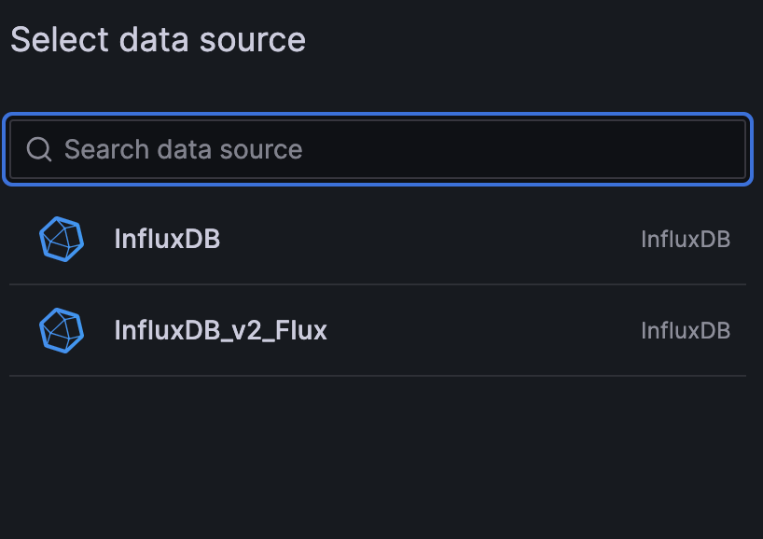 Select data source
Search data source
InfluxDB InfluxDB
InfluxDB_v2_Flux InfluxDB